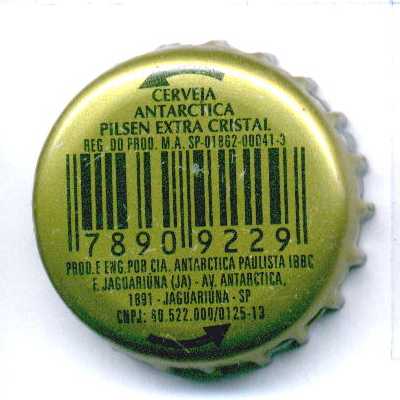 CERVEJA
ANTARCTICA
PILSEN EXTRA CRISTAL
REG. DO PROD. M.A. SP-01862-00041-3
7890 9229
PROD. E ENG. POR CIA. ANTARCTICA PAULISTA IBBC
F. JAGUARIÚNA (JA) - AV. ANTARCTICA,
1891 - JAGUARIÚNA - SP
CNPJ: 60.522.000/0125-13